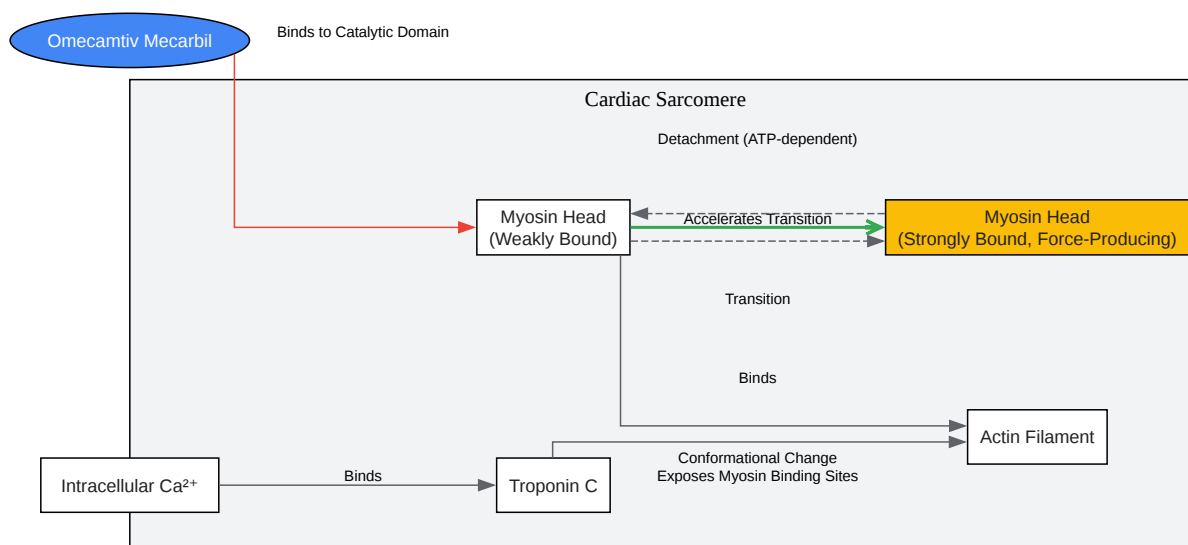 Omecamtiv Mecarbil
Binds to Catalytic Domain
Cardiac Sarcomere
Detachment (ATP-dependent)
Myosin Head
(Weakly Bound)
Accelerates Transition
Myosin Head
(Strongly Bound, Force-Producing)
Transition
Binds
Actin Filament
Intracellular Ca²⁺
Binds
Troponin C
Conformational Change
Exposes Myosin Binding Sites